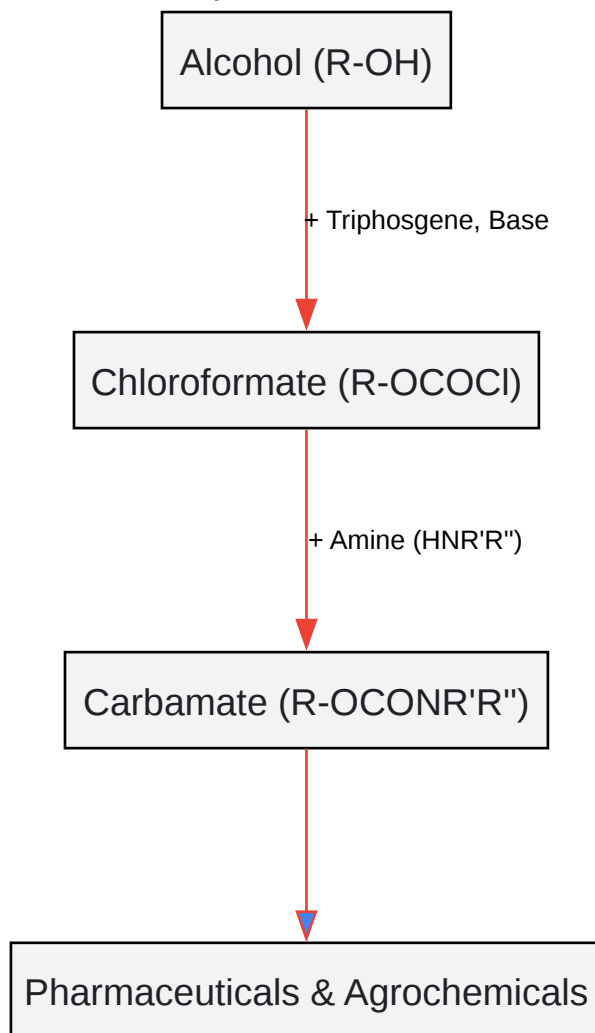 Alcohol (R-OH)
+ Triphosgene, Base
Chloroformate (R-OCOCl)
+ Amine (HNR'R")
Carbamate (R-OCONR'R")
Pharmaceuticals & Agrochemicals